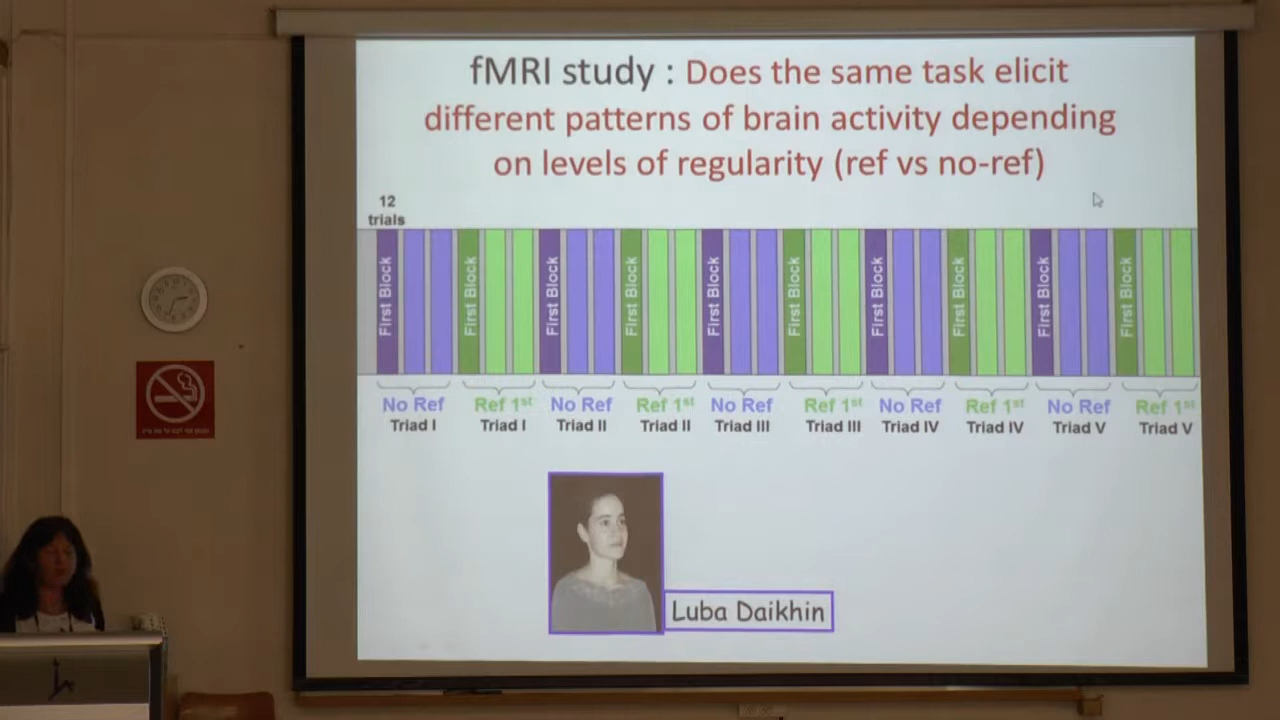 fMRI study : Does the same task elicit
different patterns of brain activity depending
on levels of regularity (ref vs no-ref)
12
trials
First Block
First Block
First Block
First Block
First Block
First Block
First Block
First Block
First Block
First Block
No Ref Ref 1st No Ref Ref 1st No Ref Ref 1st No Ref Ref 1st No Ref Ref 1st
Triad I Triad I Triad II Triad II Triad III Triad III Triad IV Triad IV Triad V Triad V
Luba Daikhin